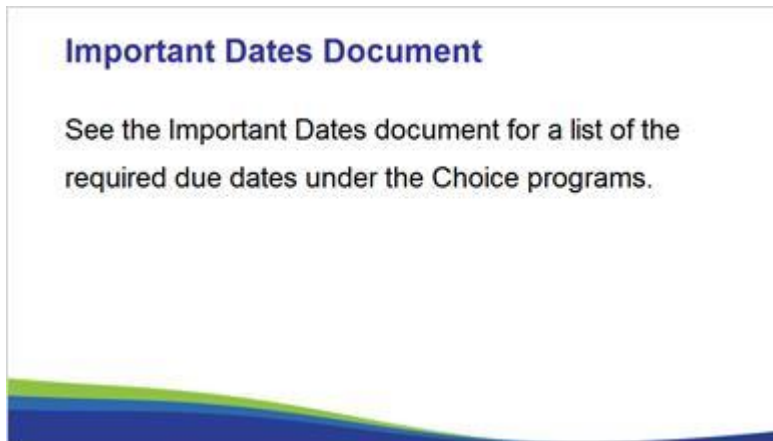 Important Dates Document
See the Important Dates document for a list of the
required due dates under the Choice programs.